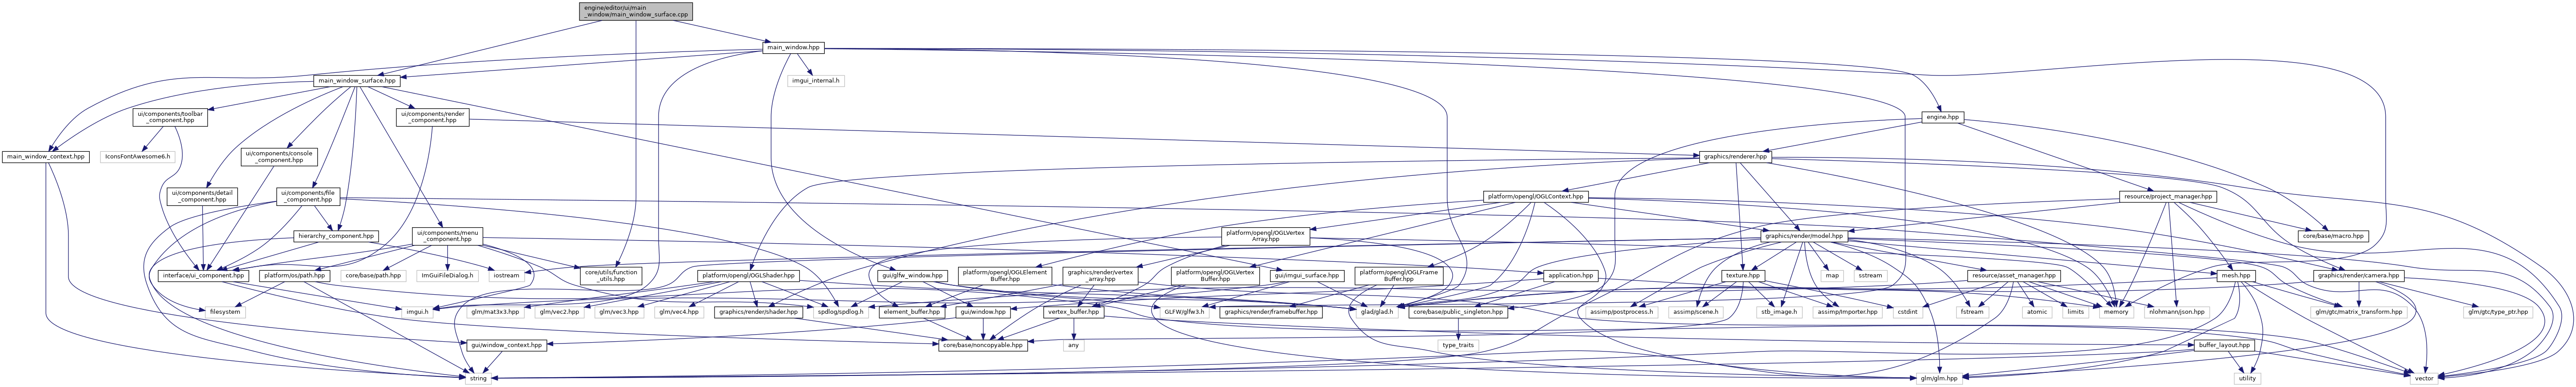 engine/editor/ui/main
_window/main_window_surface.cpp
main_window.hpp
main_window_surface.hpp
imgui_internal.h
ui/components/toolbar
_component.hpp
ui/components/render
_component.hpp
engine.hpp
main_window_context.hpp
IconsFontAwesome6.h
ui/components/console
_component.hpp
graphics/renderer.hpp
ui/components/detail
_component.hpp
ui/components/file
_component.hpp
platform/opengl/OGLContext.hpp
resource/project_manager.hpp
hierarchy_component.hpp
ui/components/menu
_component.hpp
platform/opengl/OGLVertex
Array.hpp
graphics/render/model.hpp
core/base/macro.hpp
interface/ui_component.hpp
platform/os/path.hpp
core/base/path.hpp
ImGuiFileDialog.h
iostream
core/utils/function
_utils.hpp
platform/opengl/OGLShader.hpp
gui/glfw_window.hpp
platform/opengl/OGLElement
Buffer.hpp
graphics/render/vertex
_array.hpp
platform/opengl/OGLVertex
Buffer.hpp
gui/imgui_surface.hpp
platform/opengl/OGLFrame
Buffer.hpp
application.hpp
texture.hpp
map
sstream
resource/asset_manager.hpp
mesh.hpp
graphics/render/camera.hpp
filesystem
imgui.h
glm/mat3x3.hpp
glm/vec2.hpp
glm/vec3.hpp
glm/vec4.hpp
graphics/render/shader.hpp
spdlog/spdlog.h
element_buffer.hpp
gui/window.hpp
vertex_buffer.hpp
GLFW/glfw3.h
graphics/render/framebuffer.hpp
glad/glad.h
core/base/public_singleton.hpp
assimp/postprocess.h
assimp/scene.h
stb_image.h
assimp/Importer.hpp
cstdint
fstream
atomic
limits
memory
nlohmann/json.hpp
glm/gtc/matrix_transform.hpp
glm/gtc/type_ptr.hpp
gui/window_context.hpp
core/base/noncopyable.hpp
any
type_traits
buffer_layout.hpp
string
glm/glm.hpp
utility
vector